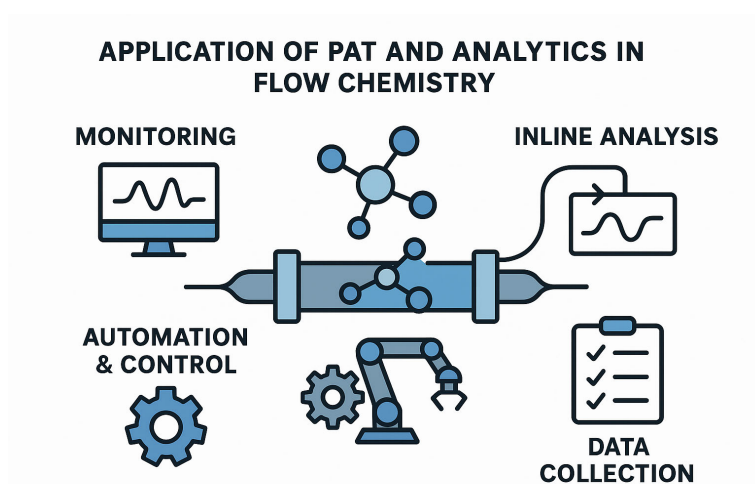 APPLICATION OF PAT AND ANALYTICS IN
FLOW CHEMISTRY
MONITORING
INLINE ANALYSIS
AUTOMATION
& CONTROL
DATA
COLLECTION